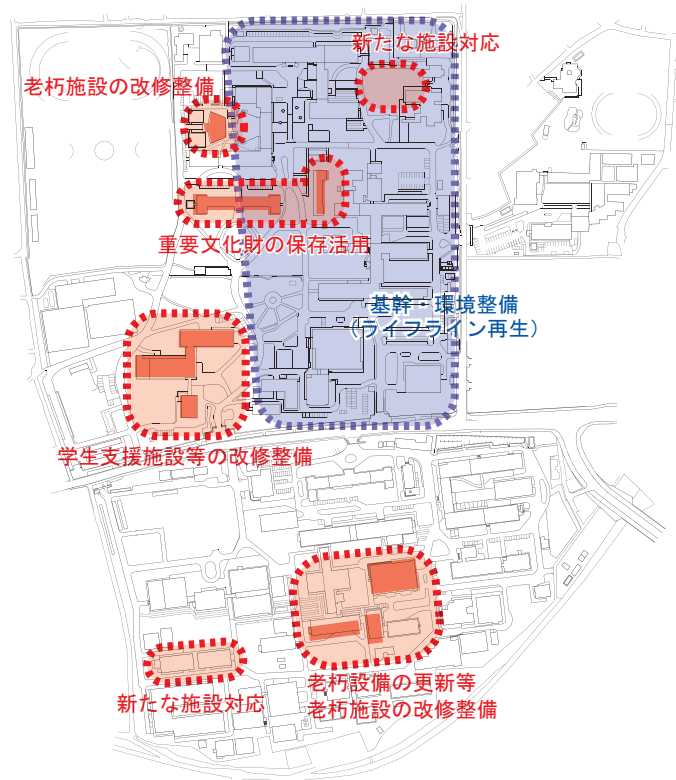 新たな施設対応
老朽施設の改修整備
重要文化財の保存活用
基幹・環境整備
（ライフライン再生）
学生支援施設等の改修整備
老朽設備の更新等
老朽施設の改修整備
新たな施設対応